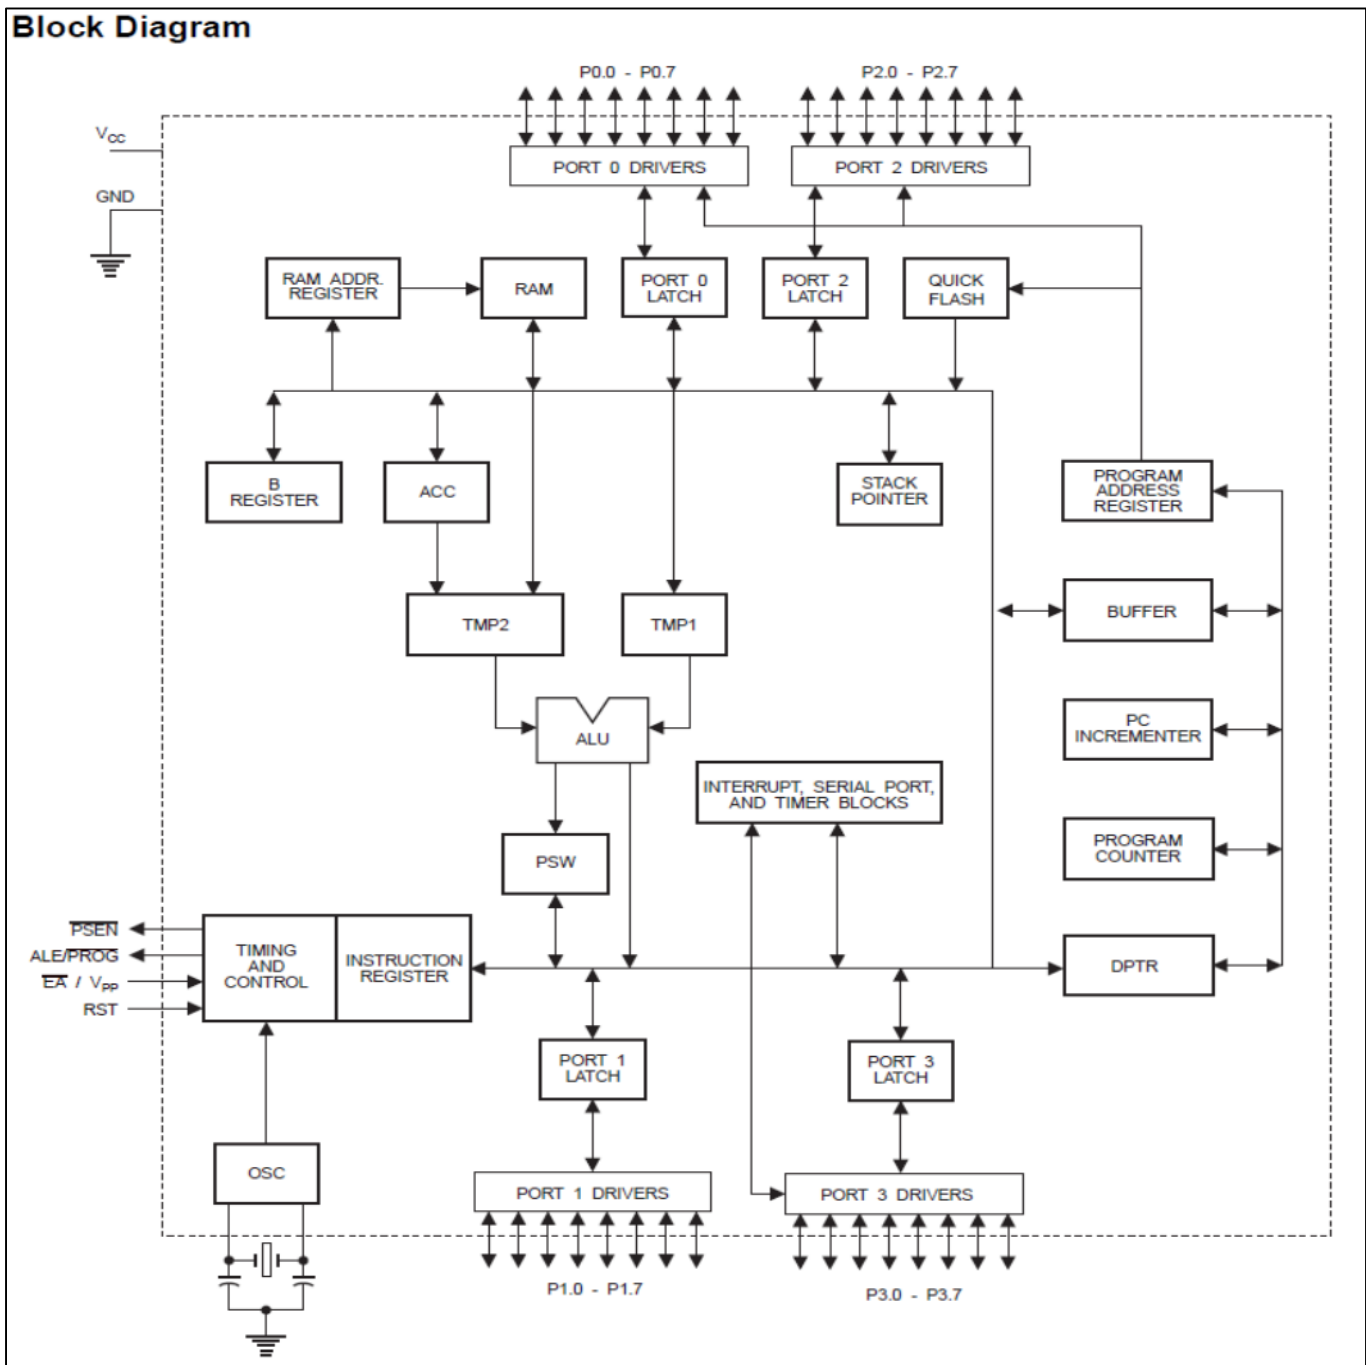 Block Diagram
P0.0 - P0.7
P2.0 - P2.7
VCC
PORT 0 DRIVERS
PORT 2 DRIVERS
GND
RAM ADDR.
REGISTER
RAM
PORT 0
LATCH
PORT 2
LATCH
QUICK
FLASH
B
REGISTER
ACC
STACK
POINTER
PROGRAM
ADDRESS
REGISTER
TMP2
TMP1
BUFFER
ALU
PC
INCREMENTER
INTERRUPT, SERIAL PORT,
AND TIMER BLOCKS
PSW
PROGRAM
COUNTER
PSEN
ALE/PROG
EA / VPP
RST
TIMING
AND
CONTROL
INSTRUCTION
REGISTER
DPTR
PORT 1
LATCH
PORT 3
LATCH
OSC
PORT 1 DRIVERS
PORT 3 DRIVERS
P1.0 - P1.7
P3.0 - P3.7